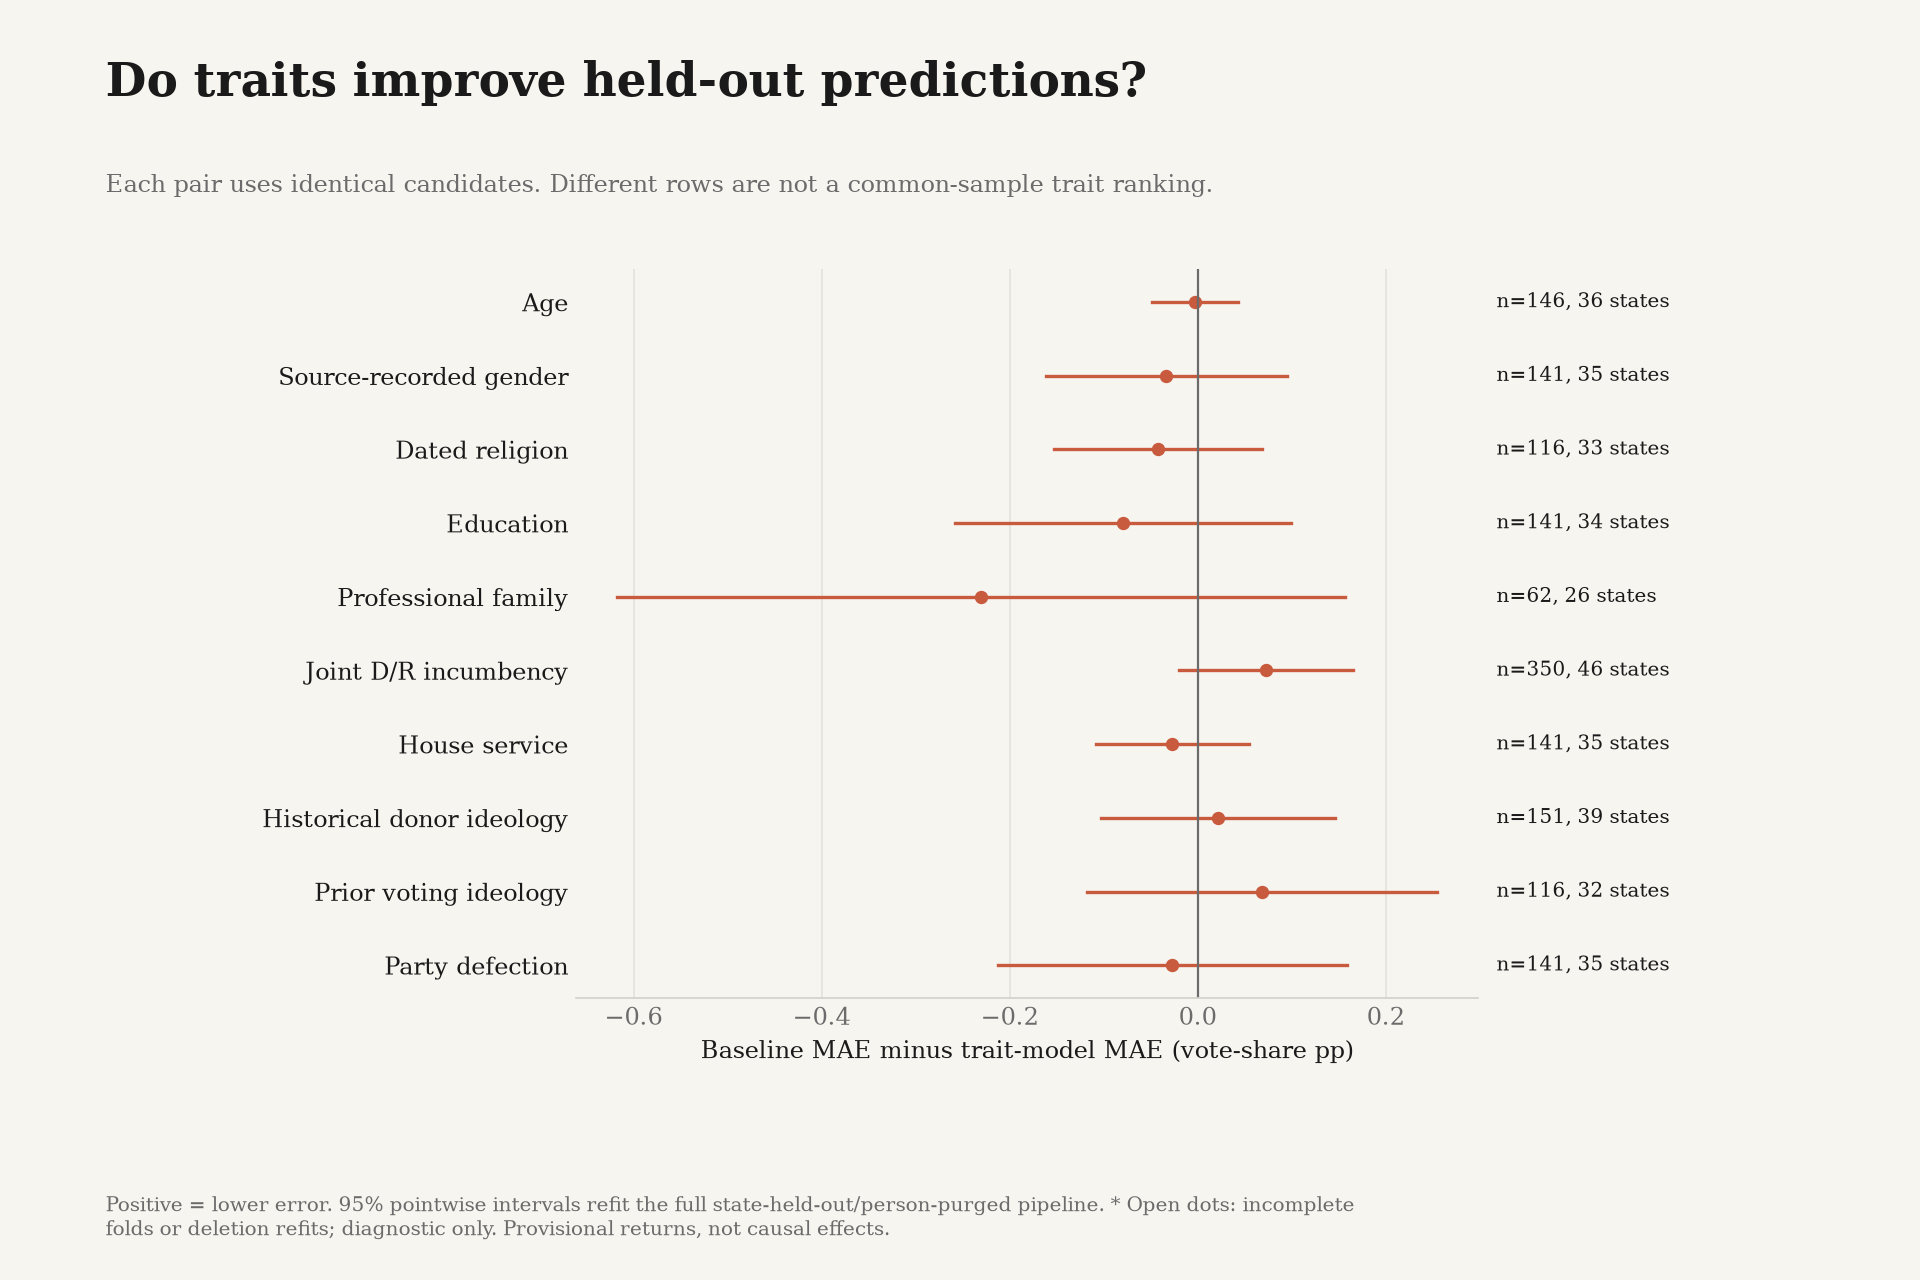 Do traits improve held-out predictions?
Each pair uses identical candidates. Different rows are not a common-sample trait ranking.
Age n=146, 36 states
Source-recorded gender n=141, 35 states
Dated religion n=116, 33 states
Education n=141, 34 states
Professional family n=62, 26 states
Joint D/R incumbency n=350, 46 states
House service n=141, 35 states
Historical donor ideology n=151, 39 states
Prior voting ideology n=116, 32 states
Party defection n=141, 35 states
−0.6 −0.4 −0.2 0.0 0.2
Baseline MAE minus trait-model MAE (vote-share pp)
Positive = lower error. 95% pointwise intervals refit the full state-held-out/person-purged pipeline. * Open dots: incomplete
folds or deletion refits; diagnostic only. Provisional returns, not causal effects.